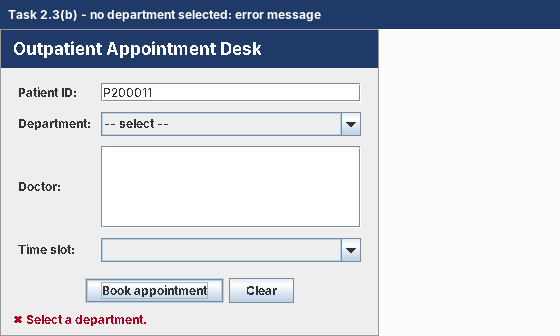 Task 2.3(b) - no department selected: error message
Outpatient Appointment Desk
Patient ID: P200011
Department: -- select --
Doctor:
Time slot:
Book appointment Clear
✖ Select a department.